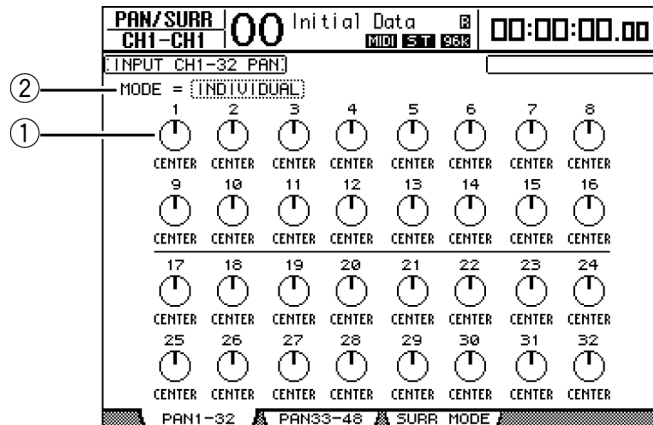 PAN/SURR
CH1-CH1
00 Initial Data R
MIDI ST 96k
00:00:00.00
INPUT CH1-32 PAN
② MODE = INDIVIDUAL
①
1 2 3 4 5 6 7 8
CENTER CENTER CENTER CENTER CENTER CENTER CENTER CENTER
9 10 11 12 13 14 15 16
CENTER CENTER CENTER CENTER CENTER CENTER CENTER CENTER
17 18 19 20 21 22 23 24
CENTER CENTER CENTER CENTER CENTER CENTER CENTER CENTER
25 26 27 28 29 30 31 32
CENTER CENTER CENTER CENTER CENTER CENTER CENTER CENTER
PAN1-32 PAN33-48 SURR MODE